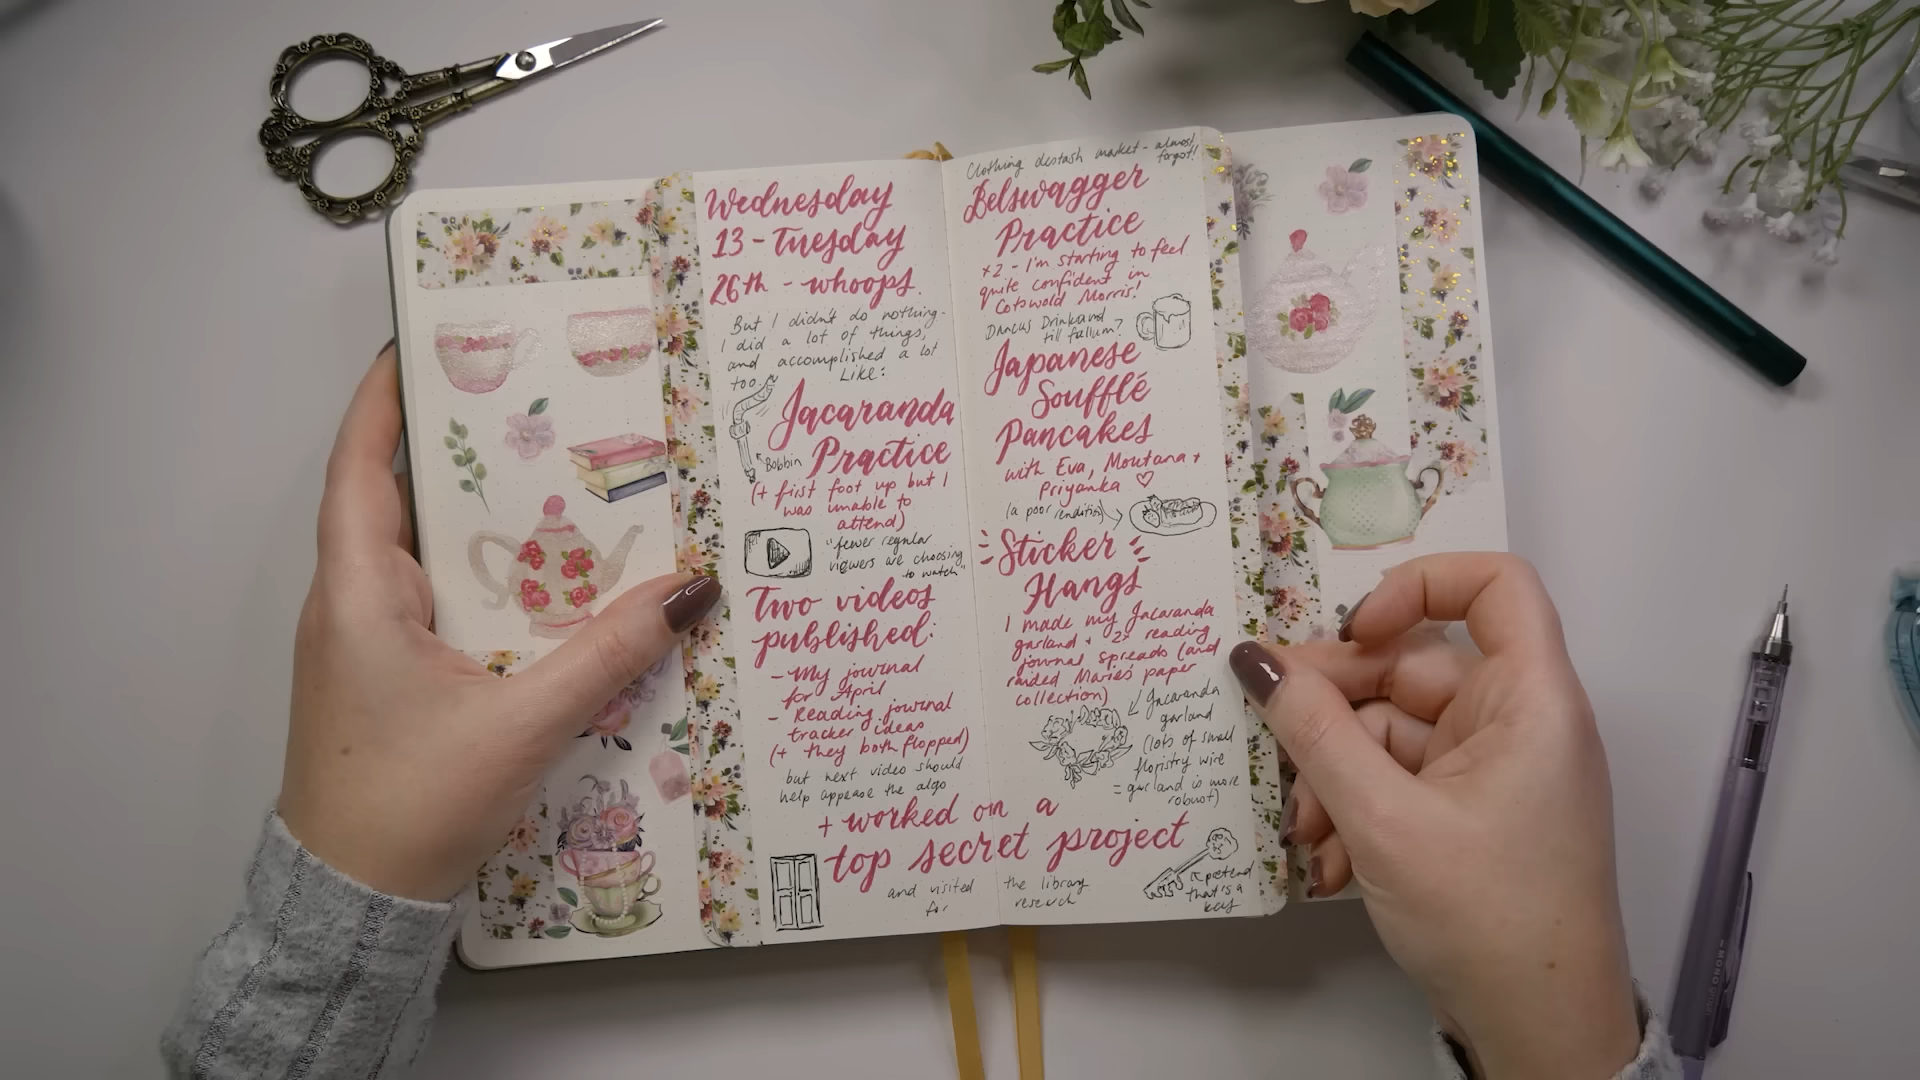 Wednesday
13 - Tuesday
26th - whoops.
But I didn't do nothing -
I did a lot of things,
and accomplished a lot
too. Like:
Jacaranda
Bobbin
Practice
(+ first foot up but I
was unable to
attend)
"fewer regular
viewers are choosing
to watch"
Two videos
published:
- My journal
for April
- Reading journal
tracker ideas
(+ they both flopped)
but next video should
help appease the algo
Clothing destash market - almost
forgot!
Belswagger
Practice
x2 - I'm starting to feel
quite confident in
Cotswold Morris!
Dancus Drinkund
till fallum?
Japanese
Soufflé
Pancakes
with Eva, Montana +
Priyanka ♡
(a poor rendition)
Sticker
Hangs
I made my Jacaranda
garland + 2x reading
journal spreads (and
raided Marie's paper
collection)
Jacaranda
garland
(lots of small
floristry wire
= garland is more
robust)
+ worked on a
top secret project
and visited the library
for research
pretend
that's a
key
MONO